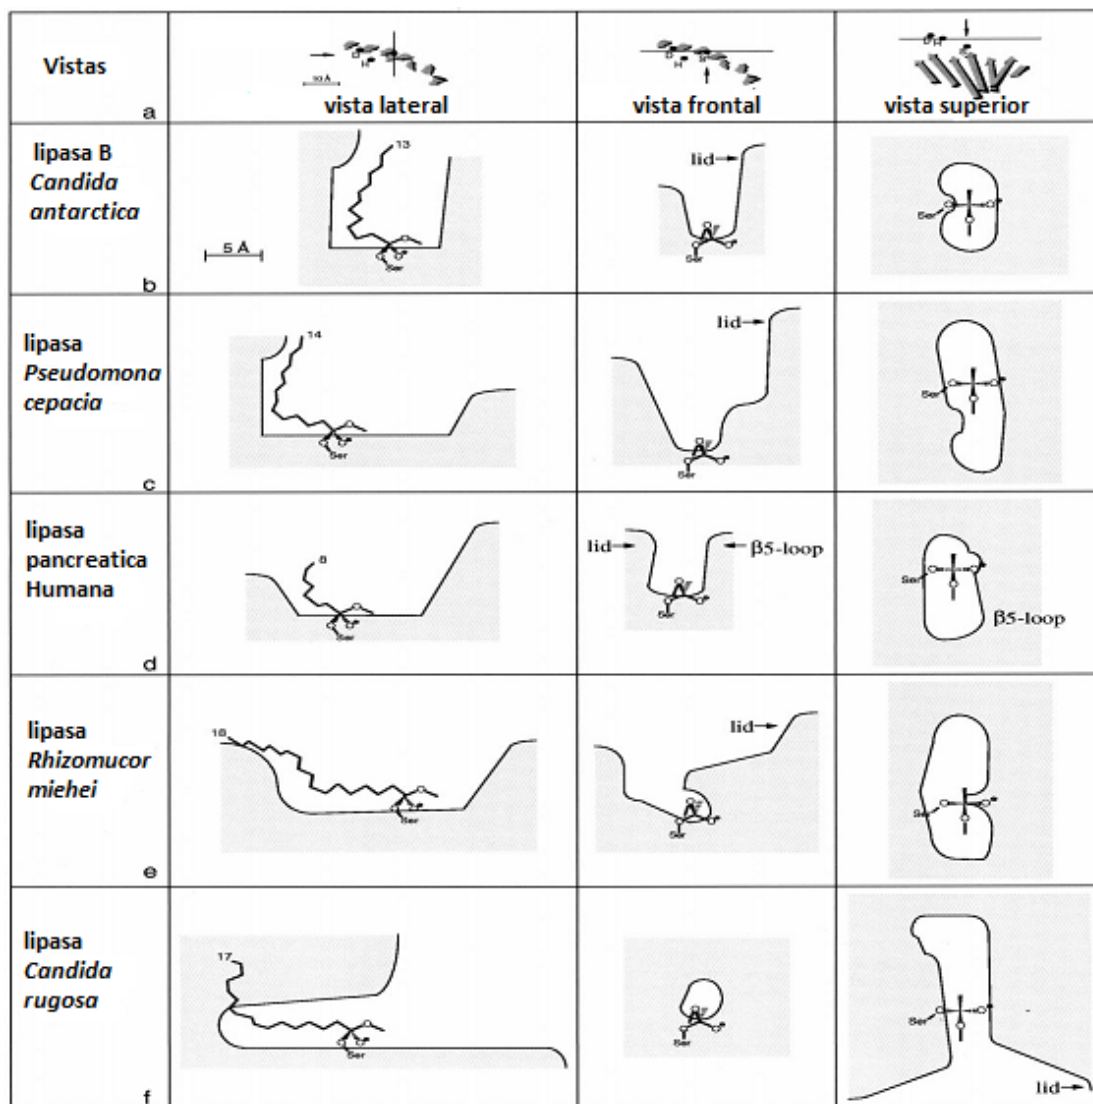 Vistas
a
10 Å
vista lateral
vista frontal
vista superior
lipasa B
Candida
antarctica
b
5 Å
13
Ser
lid
Ser
Ser
lipasa
Pseudomona
cepacia
c
14
Ser
lid
Ser
Ser
lipasa
pancreatica
Humana
d
8
Ser
lid
β5-loop
Ser
Ser
β5-loop
lipasa
Rhizomucor
miehei
e
18
Ser
lid
Ser
Ser
lipasa
Candida
rugosa
f
17
Ser
Ser
Ser
lid